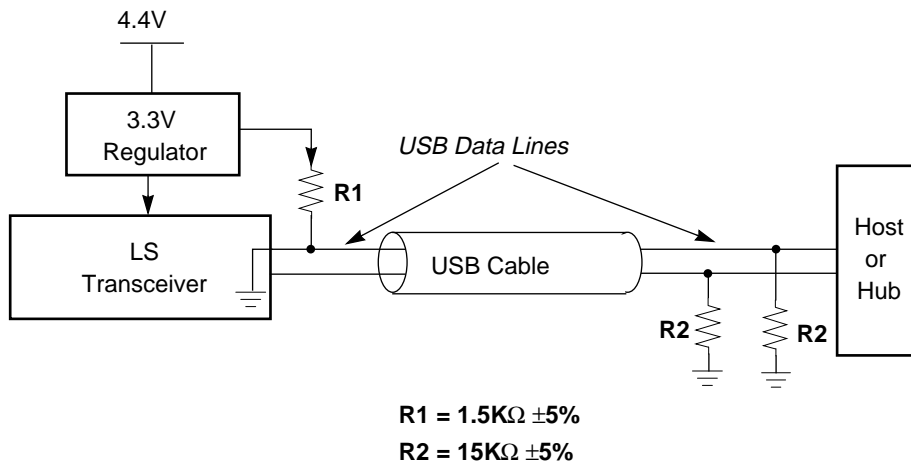 4.4V
3.3V
Regulator
USB Data Lines
R1
LS
Transceiver
USB Cable
Host
or
Hub
R2
R2
R1 = 1.5KΩ ±5%
R2 = 15KΩ ±5%